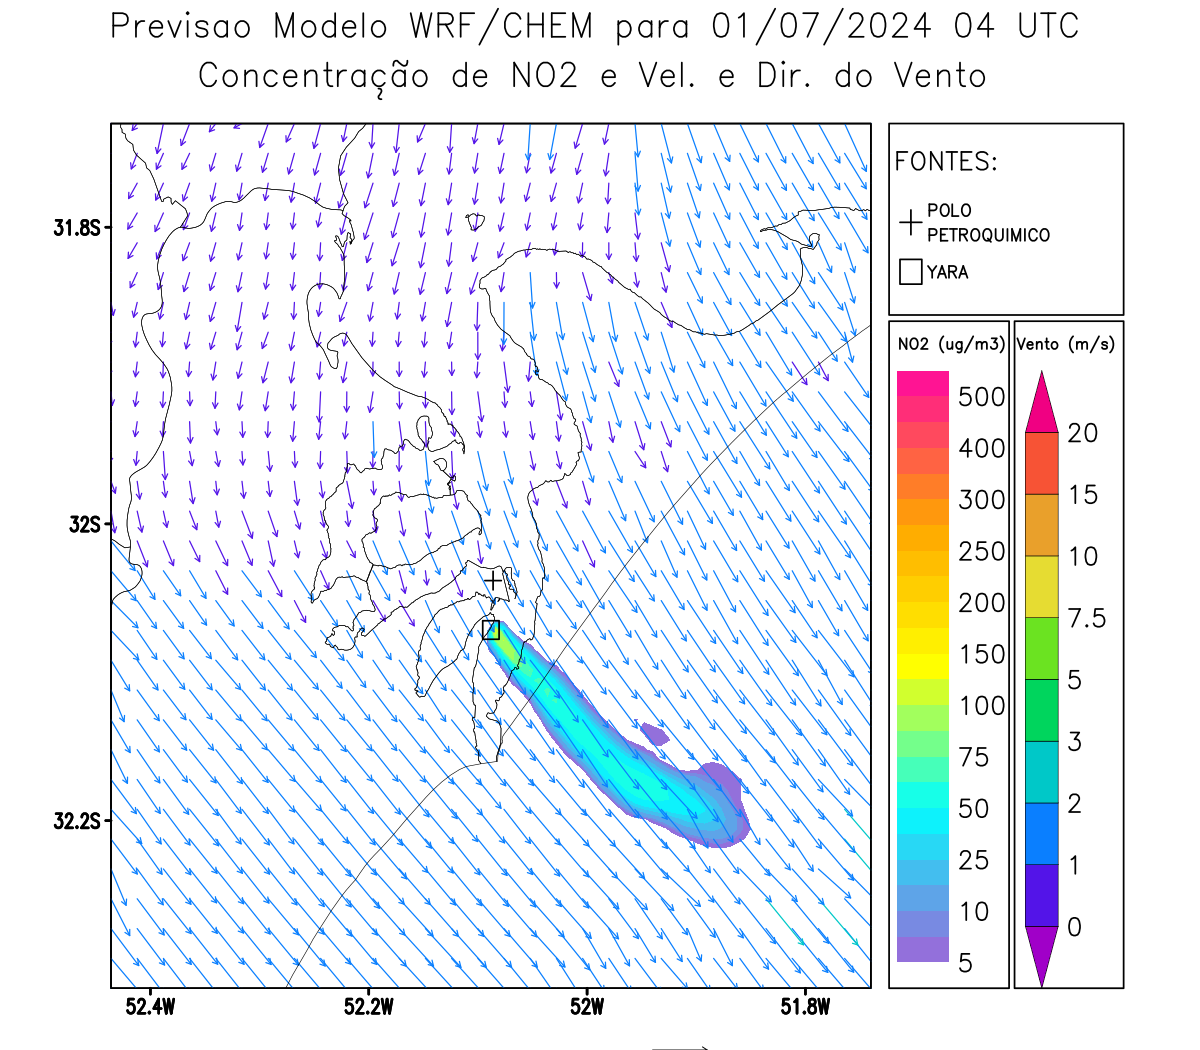 Previsao Modelo WRF/CHEM para 01/07/2024 04 UTC
Concentração de NO2 e Vel. e Dir. do Vento
FONTES:
POLO
PETROQUIMICO
YARA
NO2 (ug/m3)
500
400
300
250
200
150
100
75
50
25
10
5
Vento (m/s)
20
15
10
7.5
5
3
2
1
0
31.8S
32S
32.2S
52.4W
52.2W
52W
51.8W